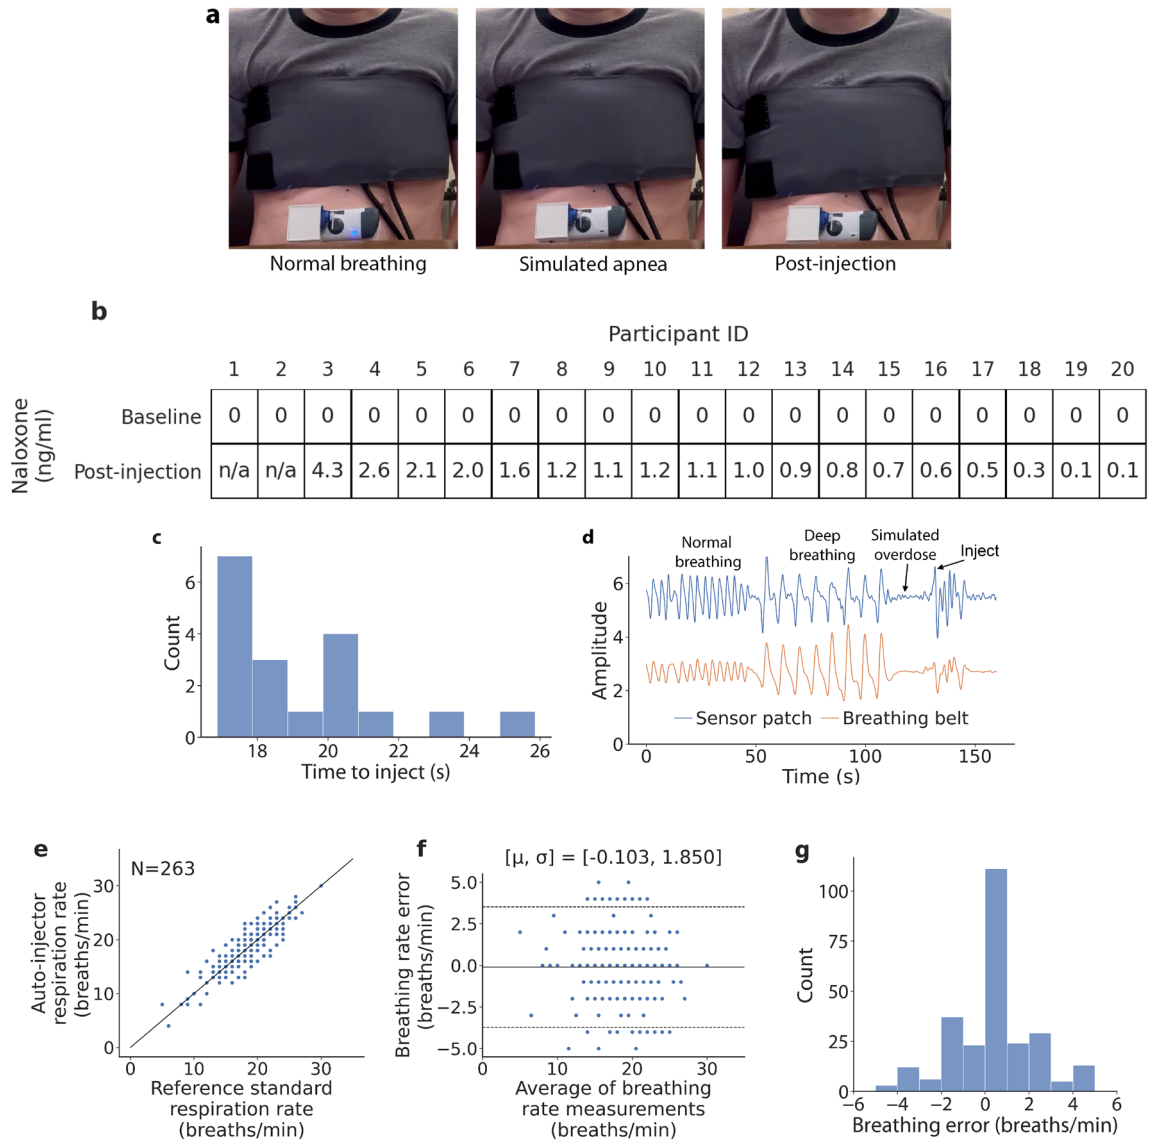 a
Normal breathing
Simulated apnea
Post-injection
b
Participant ID
1 2 3 4 5 6 7 8 9 10 11 12 13 14 15 16 17 18 19 20
Naloxone
(ng/ml)
Baseline 0 0 0 0 0 0 0 0 0 0 0 0 0 0 0 0 0 0 0 0
Post-injection n/a n/a 4.3 2.6 2.1 2.0 1.6 1.2 1.1 1.2 1.1 1.0 0.9 0.8 0.7 0.6 0.5 0.3 0.1 0.1
c
Count
6
4
2
0
18 20 22 24 26
Time to inject (s)
d
Normal
breathing
Deep
breathing
Simulated
overdose
Inject
Amplitude
6
4
2
0
Sensor patch
Breathing belt
0 50 100 150
Time (s)
e
N=263
Auto-injector
respiration rate
(breaths/min)
30
20
10
0
0 10 20 30
Reference standard
respiration rate
(breaths/min)
f
[μ, σ] = [-0.103, 1.850]
Breathing rate error
(breaths/min)
5.0
2.5
0.0
−2.5
−5.0
0 10 20 30
Average of breathing
rate measurements
(breaths/min)
g
Count
100
75
50
25
0
−6 −4 −2 0 2 4 6
Breathing error (breaths/min)